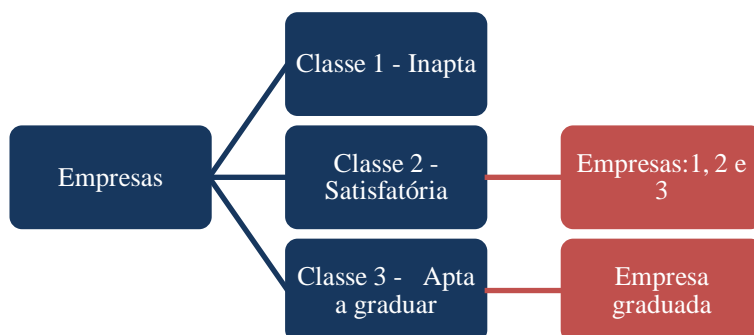 Classe 1 - Inapta
Empresas
Classe 2 -
Satisfatória
Empresas:1, 2 e
3
Classe 3 - Apta
a graduar
Empresa
graduada